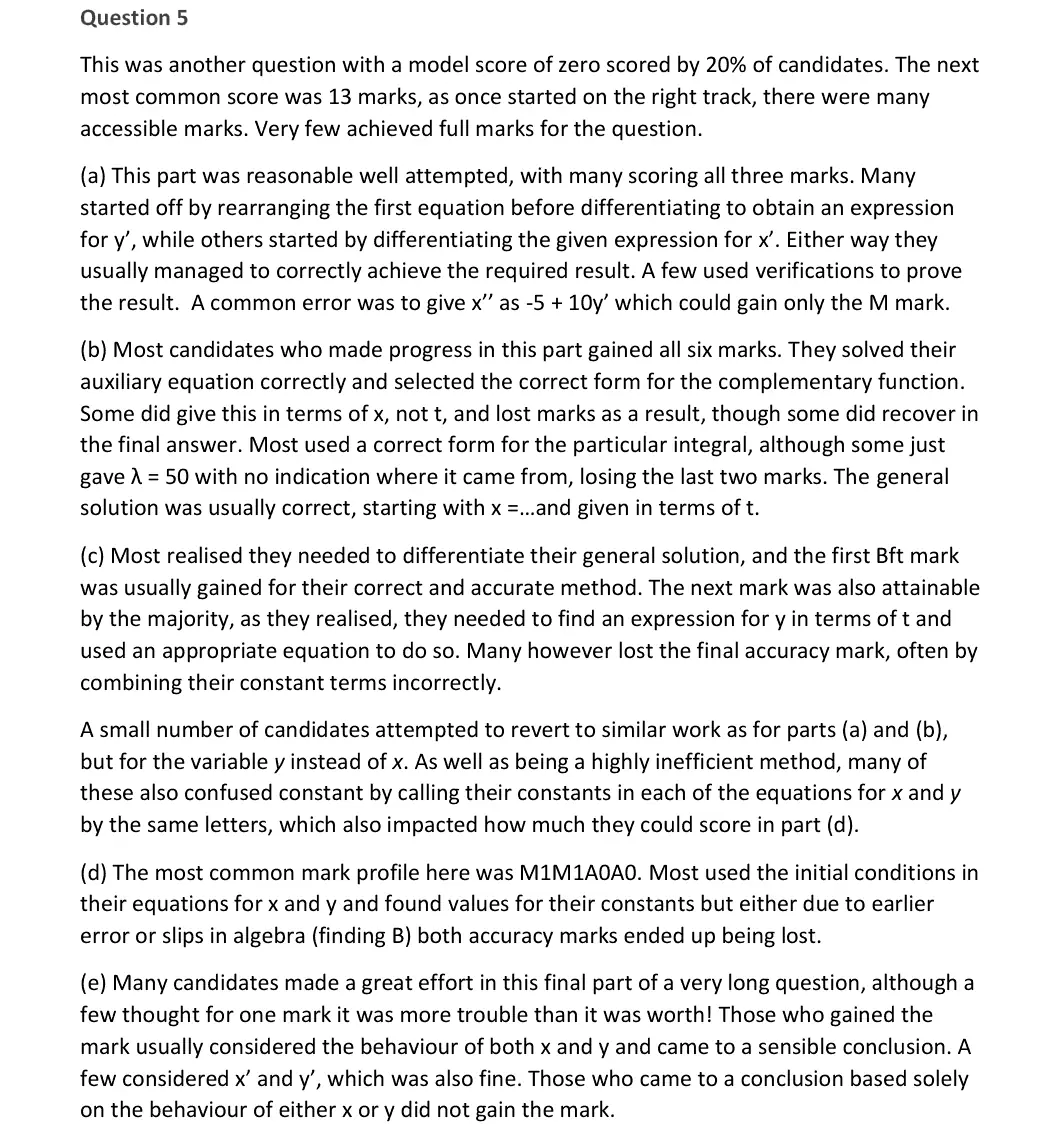 Question 5
This was another question with a model score of zero scored by 20% of candidates. The next
most common score was 13 marks, as once started on the right track, there were many
accessible marks. Very few achieved full marks for the question.
(a) This part was reasonable well attempted, with many scoring all three marks. Many
started off by rearranging the first equation before differentiating to obtain an expression
for y’, while others started by differentiating the given expression for x’. Either way they
usually managed to correctly achieve the required result. A few used verifications to prove
the result.  A common error was to give x’’ as -5 + 10y’ which could gain only the M mark.
(b) Most candidates who made progress in this part gained all six marks. They solved their
auxiliary equation correctly and selected the correct form for the complementary function.
Some did give this in terms of x, not t, and lost marks as a result, though some did recover in
the final answer. Most used a correct form for the particular integral, although some just
gave λ = 50 with no indication where it came from, losing the last two marks. The general
solution was usually correct, starting with x =…and given in terms of t.
(c) Most realised they needed to differentiate their general solution, and the first Bft mark
was usually gained for their correct and accurate method. The next mark was also attainable
by the majority, as they realised, they needed to find an expression for y in terms of t and
used an appropriate equation to do so. Many however lost the final accuracy mark, often by
combining their constant terms incorrectly.
A small number of candidates attempted to revert to similar work as for parts (a) and (b),
but for the variable y instead of x. As well as being a highly inefficient method, many of
these also confused constant by calling their constants in each of the equations for x and y
by the same letters, which also impacted how much they could score in part (d).
(d) The most common mark profile here was M1M1A0A0. Most used the initial conditions in
their equations for x and y and found values for their constants but either due to earlier
error or slips in algebra (finding B) both accuracy marks ended up being lost.
(e) Many candidates made a great effort in this final part of a very long question, although a
few thought for one mark it was more trouble than it was worth! Those who gained the
mark usually considered the behaviour of both x and y and came to a sensible conclusion. A
few considered x’ and y’, which was also fine. Those who came to a conclusion based solely
on the behaviour of either x or y did not gain the mark.